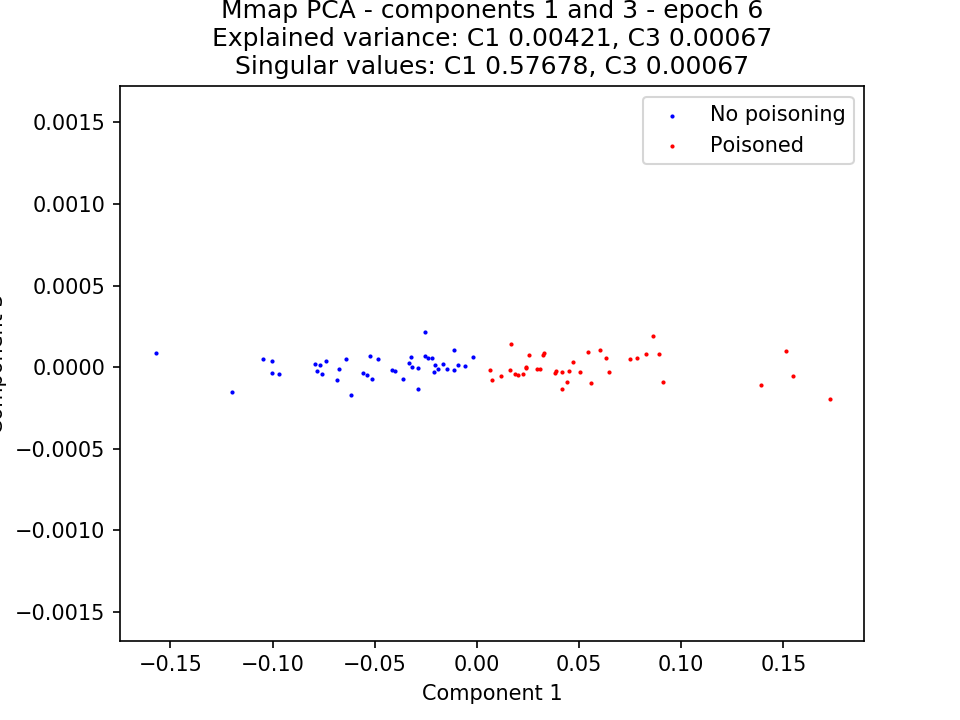 Mmap PCA - components 1 and 3 - epoch 6
Explained variance: C1 0.00421, C3 0.00067
Singular values: C1 0.57678, C3 0.00067
No poisoning
Poisoned
0.0015
0.0010
0.0005
0.0000
−0.0005
−0.0010
−0.0015
−0.15
−0.10
−0.05
0.00
0.05
0.10
0.15
Component 1